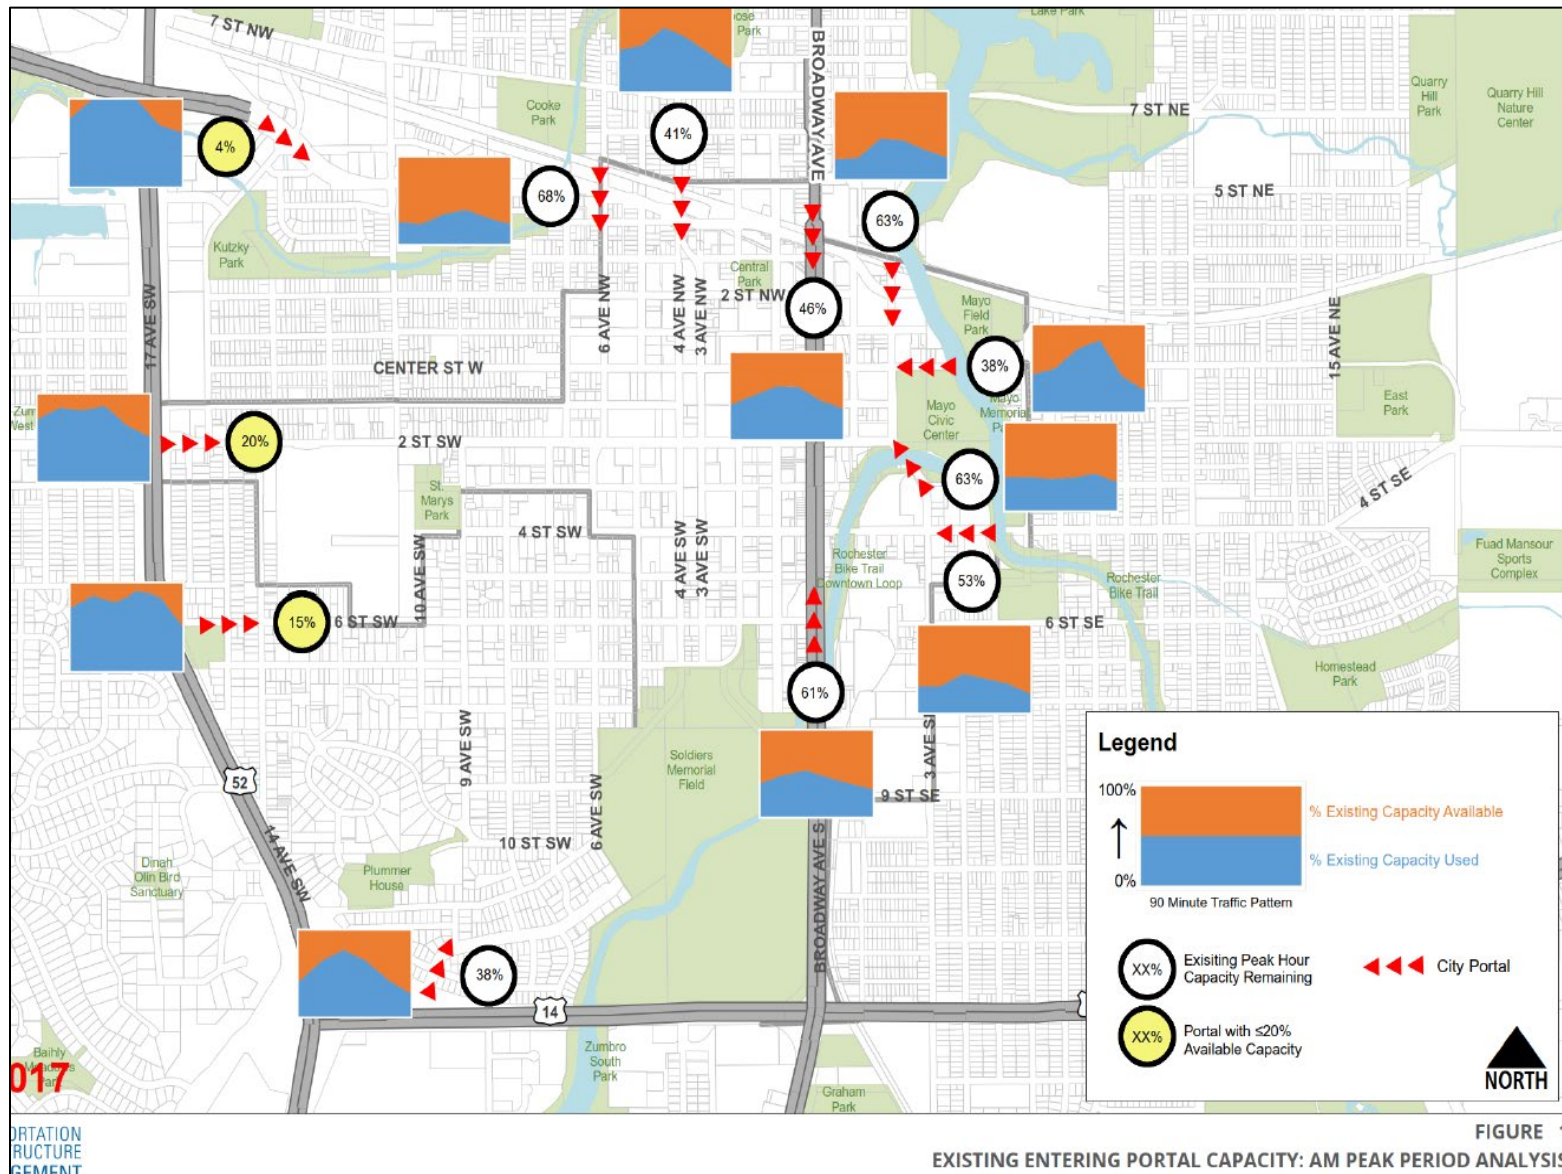 7 ST NW
Cooke
Park
Park
BROADWAY AVE
Lake Park
7 ST NE
Quarry
Hill
Park
Quarry Hill
Nature
Center
4%
41%
68%
63%
5 ST NE
Kutzky
Park
Central
Park
2 ST NW
46%
Mayo
Field
Park
17 AVE SW
6 AVE NW
4 AVE NW
3 AVE NW
15 AVE NE
CENTER ST W
38%
Mayo
Civic
Center
Mayo
Memorial
East
Park
20%
2 ST SW
63%
4 ST SE
St.
Marys
Park
4 ST SW
10 AVE SW
4 AVE SW
3 AVE SW
Rochester
Bike Trail
Downtown Loop
53%
Rochester
Bike Trail
Fuad Mansour
Sports
Complex
15%
6 ST SW
6 ST SE
Homestead
Park
61%
9 AVE SW
6 AVE SW
Soldiers
Memorial
Field
3 AVE
9 ST SE
52
14 AVE SW
10 ST SW
BROADWAY AVE S
Dinah
Olin Bird
Sanctuary
Plummer
House
38%
14
Baihly
017
Zumbro
South
Park
Graham
Park
Legend
100%
0%
% Existing Capacity Available
% Existing Capacity Used
90 Minute Traffic Pattern
XX%
Exisiting Peak Hour
Capacity Remaining
City Portal
XX%
Portal with ≤20%
Available Capacity
NORTH
FIGURE
EXISTING ENTERING PORTAL CAPACITY: AM PEAK PERIOD ANALYSIS